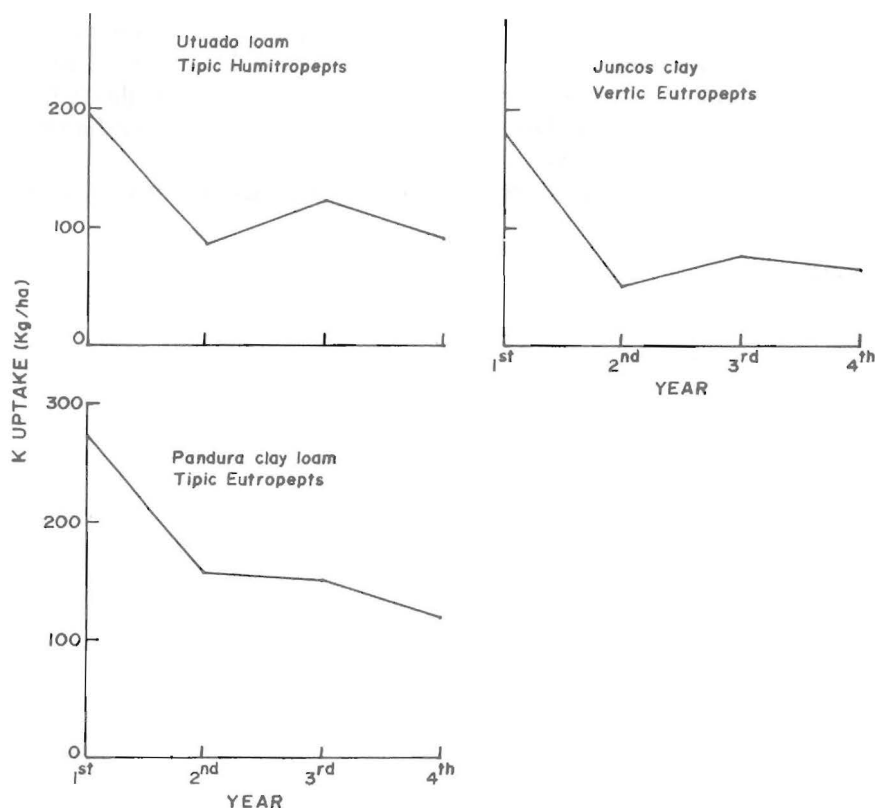 Utuado loam
Tipic Humitropepts
200
100
0
Juncos clay
Vertic Eutropepts
1st 2nd 3rd 4th
YEAR
K UPTAKE (Kg/ha)
300
Pandura clay loam
Tipic Eutropepts
200
100
0
1st 2nd 3rd 4th
YEAR